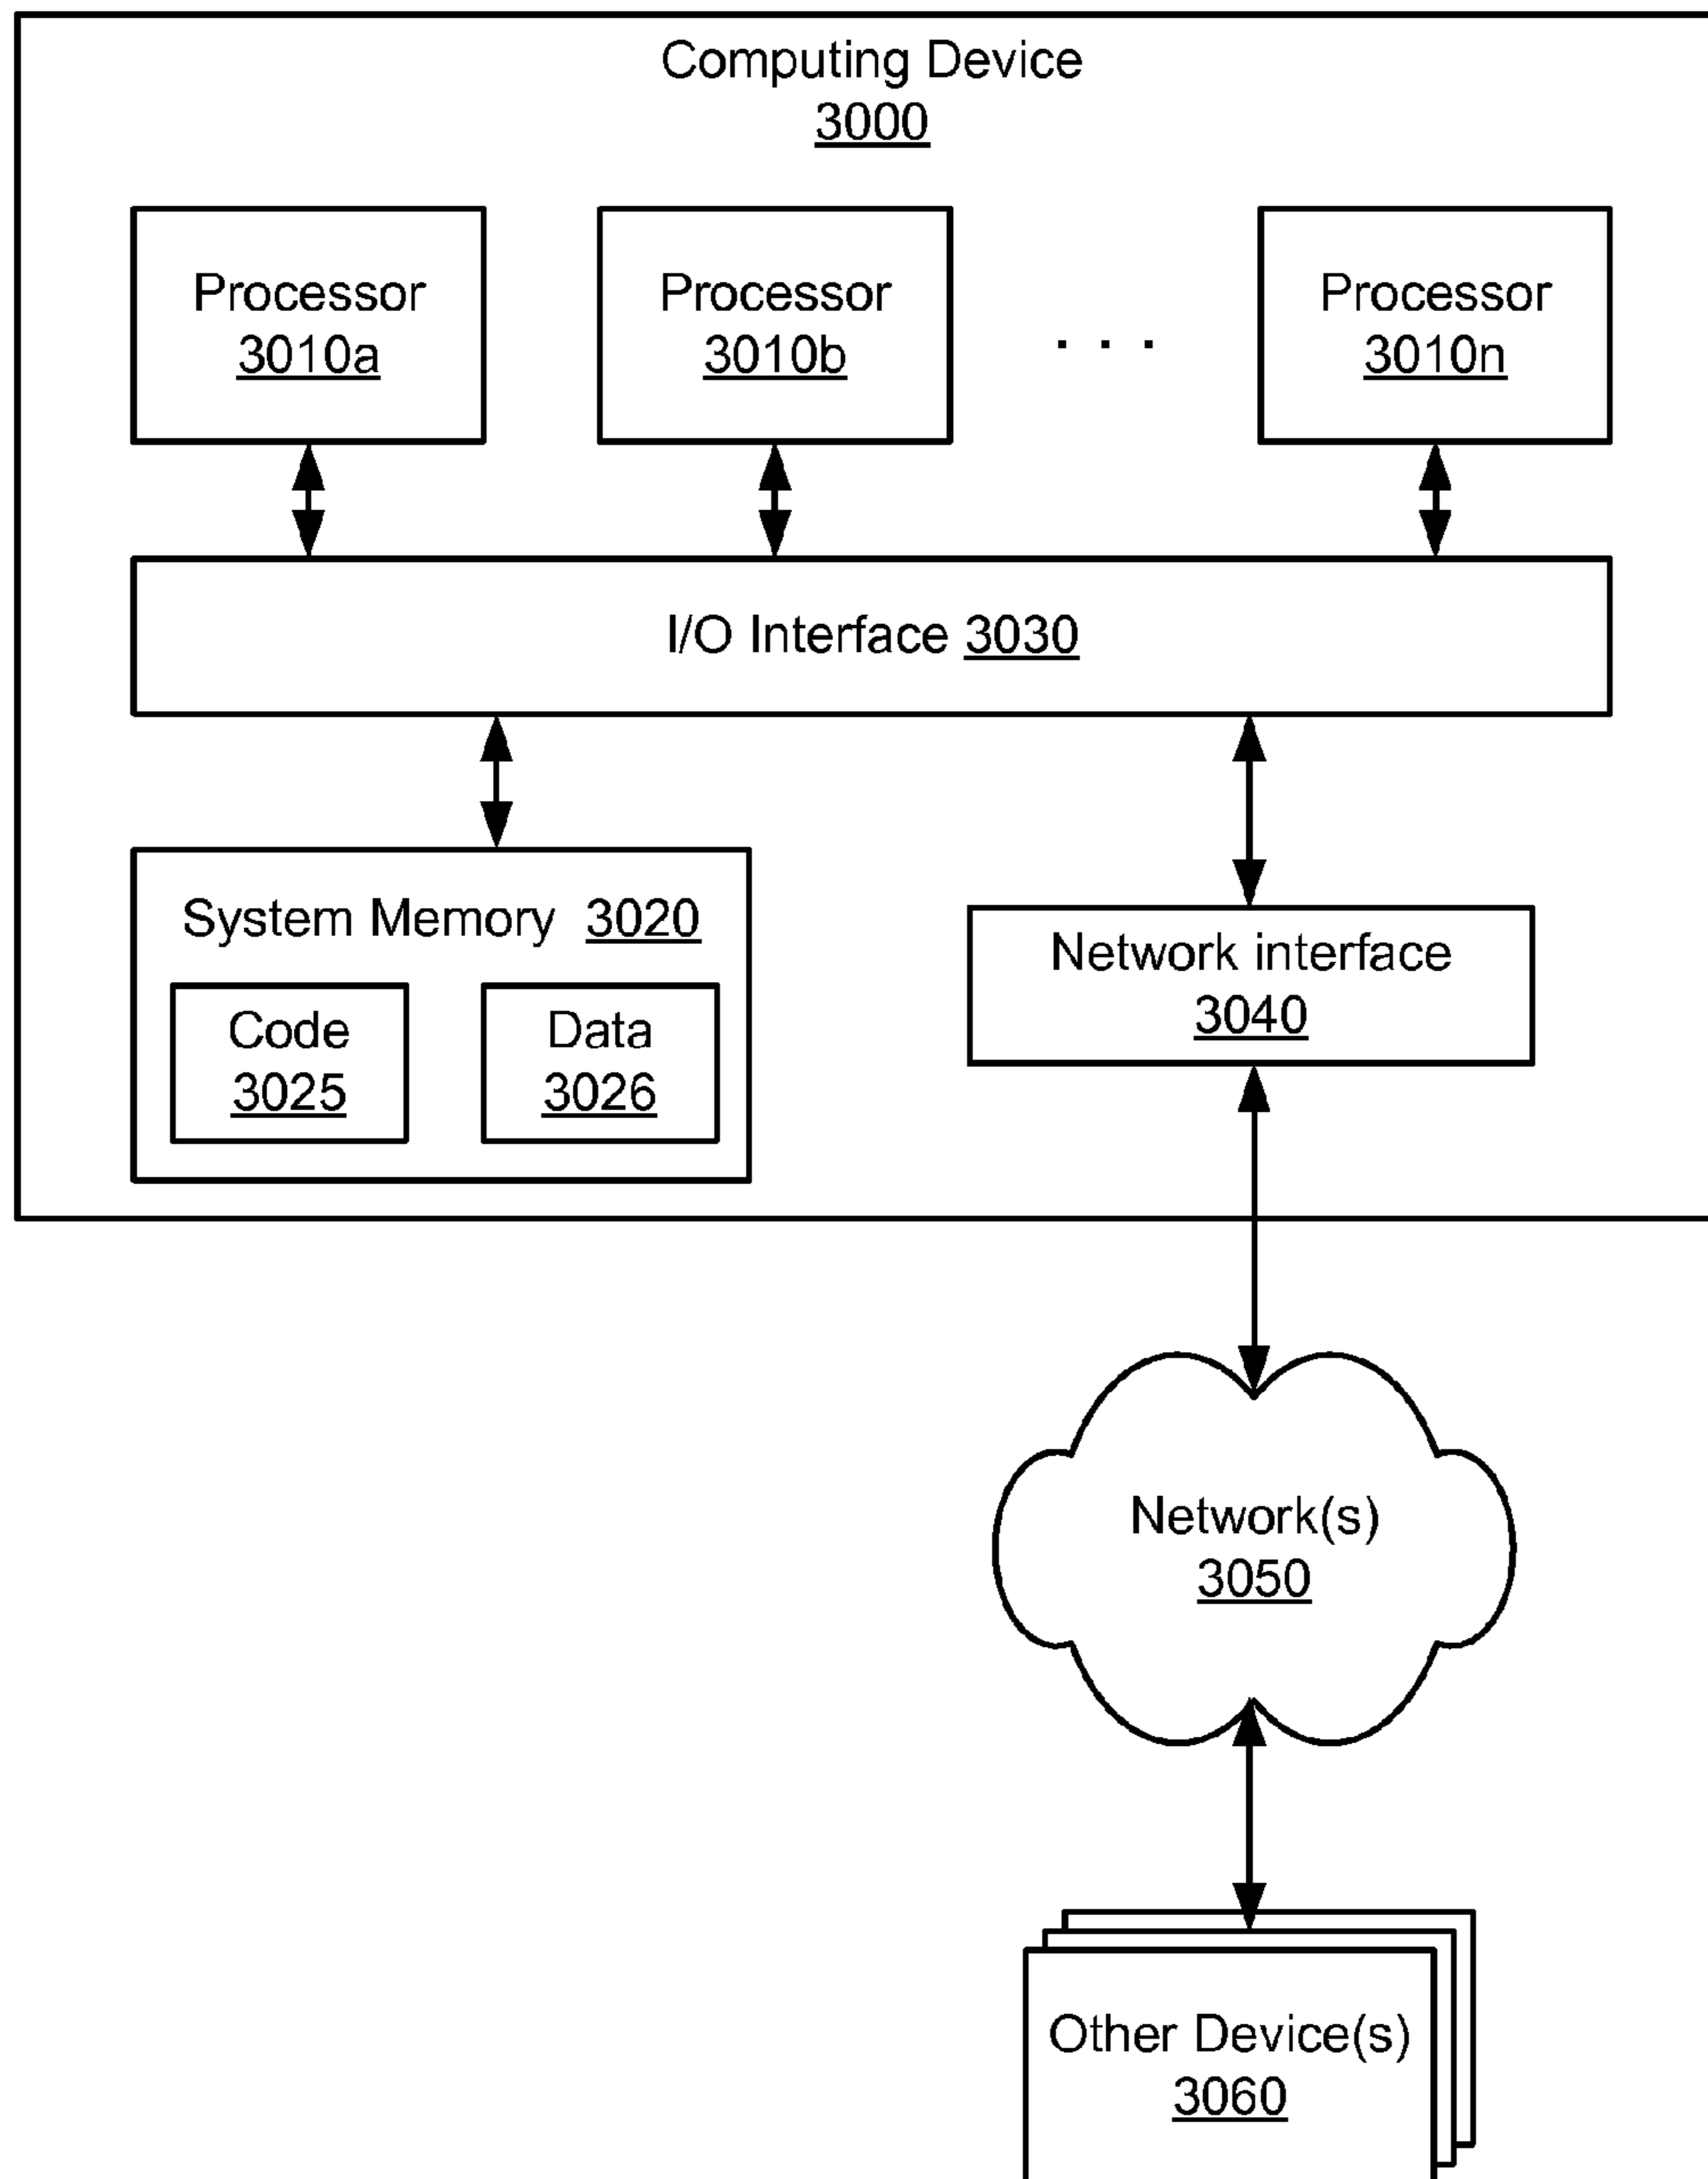 Computing Device
3000
Processor
3010a
Processor
3010b
. . .
Processor
3010n
I/O Interface 3030
System Memory 3020
Code
3025
Data
3026
Network interface
3040
Network(s)
3050
Other Device(s)
3060